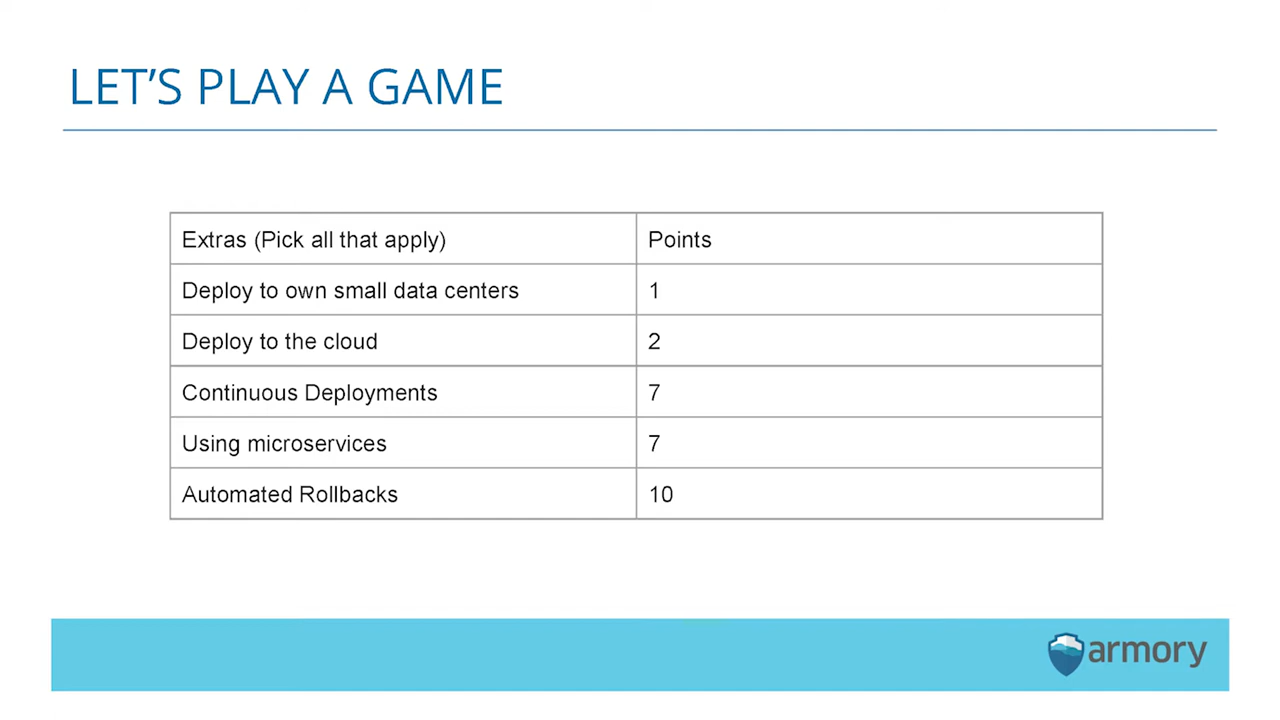 LET’S PLAY A GAME
Extras (Pick all that apply) Points
Deploy to own small data centers 1
Deploy to the cloud 2
Continuous Deployments 7
Using microservices 7
Automated Rollbacks 10
armory